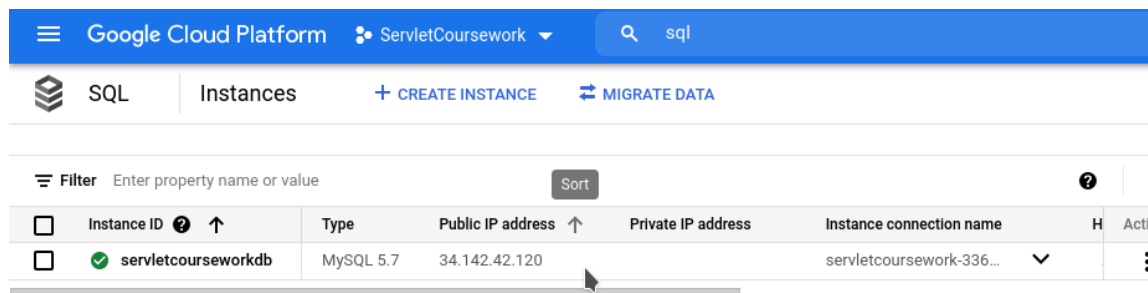 Google Cloud Platform ServletCoursework sql
SQL Instances CREATE INSTANCE MIGRATE DATA
Filter Enter property name or value
Sort
Instance ID Type Public IP address Private IP address Instance connection name H Acti
servletcourseworkdb MySQL 5.7 34.142.42.120 servletcoursework-336...